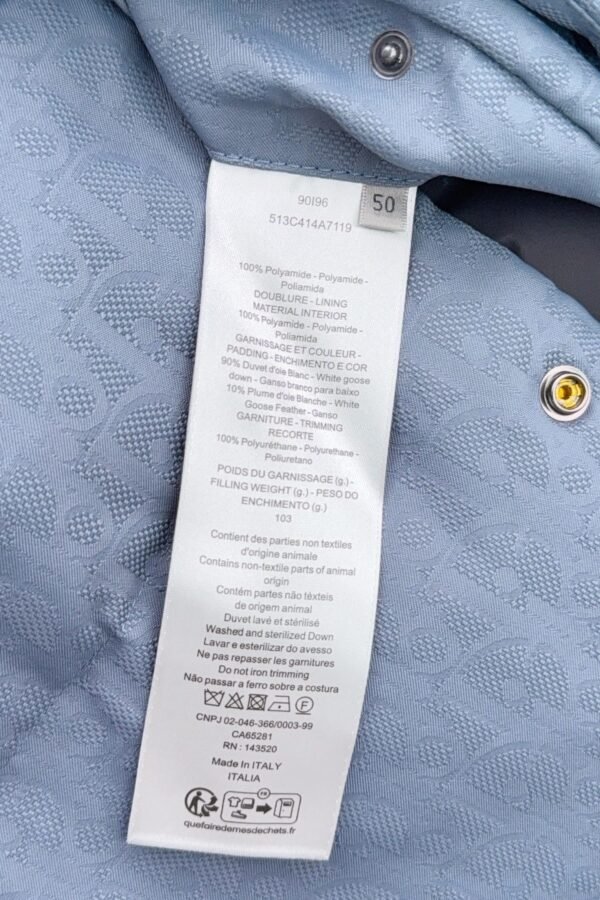 90I96
50
513C414A7119
100% Polyamide - Polyamide -
Poliamida
DOUBLURE - LINING
MATERIAL INTERIOR
100% Polyamide - Polyamide -
Poliamida
GARNISSAGE ET COULEUR -
PADDING - ENCHIMENTO E COR
90% Duvet d'oie Blanc - White goose
down - Ganso branco para baixo
10% Plume d'oie Blanche - White
Goose Feather - Ganso
GARNITURE - TRIMMING
RECORTE
100% Polyuréthane - Polyurethane -
Poliuretano
POIDS DU GARNISSAGE (g.) -
FILLING WEIGHT (g.) - PESO DO
ENCHIMENTO (g.)
103
Contient des parties non textiles
d'origine animale
Contains non-textile parts of animal
origin
Contém partes não têxteis
de origem animal
Duvet lavé et stérilisé
Washed and sterilized Down
Lavar e esterilizar do avesso
Ne pas repasser les garnitures
Do not iron trimming
Não passar a ferro sobre a costura
F
CNPJ 02-046-366/0003-99
CA65281
RN : 143520
Made in ITALY
ITALIA
FR
quefairedemesdechets.fr